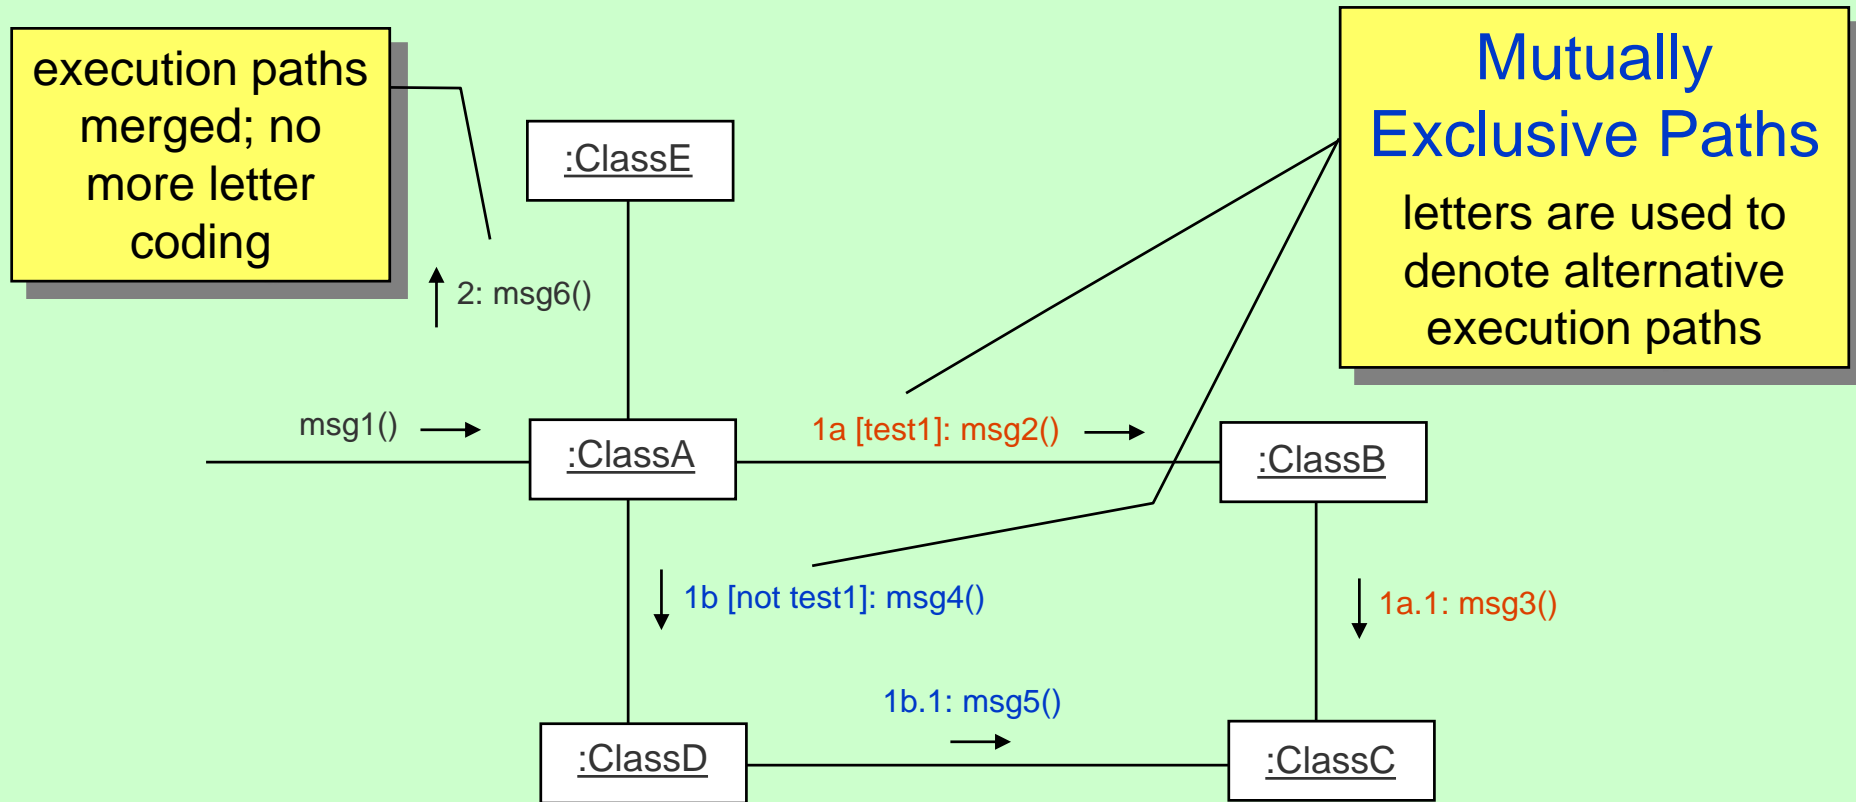 execution paths
merged; no
more letter
coding
Mutually
Exclusive Paths
letters are used to
denote alternative
execution paths
:ClassE
2: msg6()
msg1()
1a [test1]: msg2()
:ClassA
:ClassB
1b [not test1]: msg4()
1a.1: msg3()
1b.1: msg5()
:ClassD
:ClassC